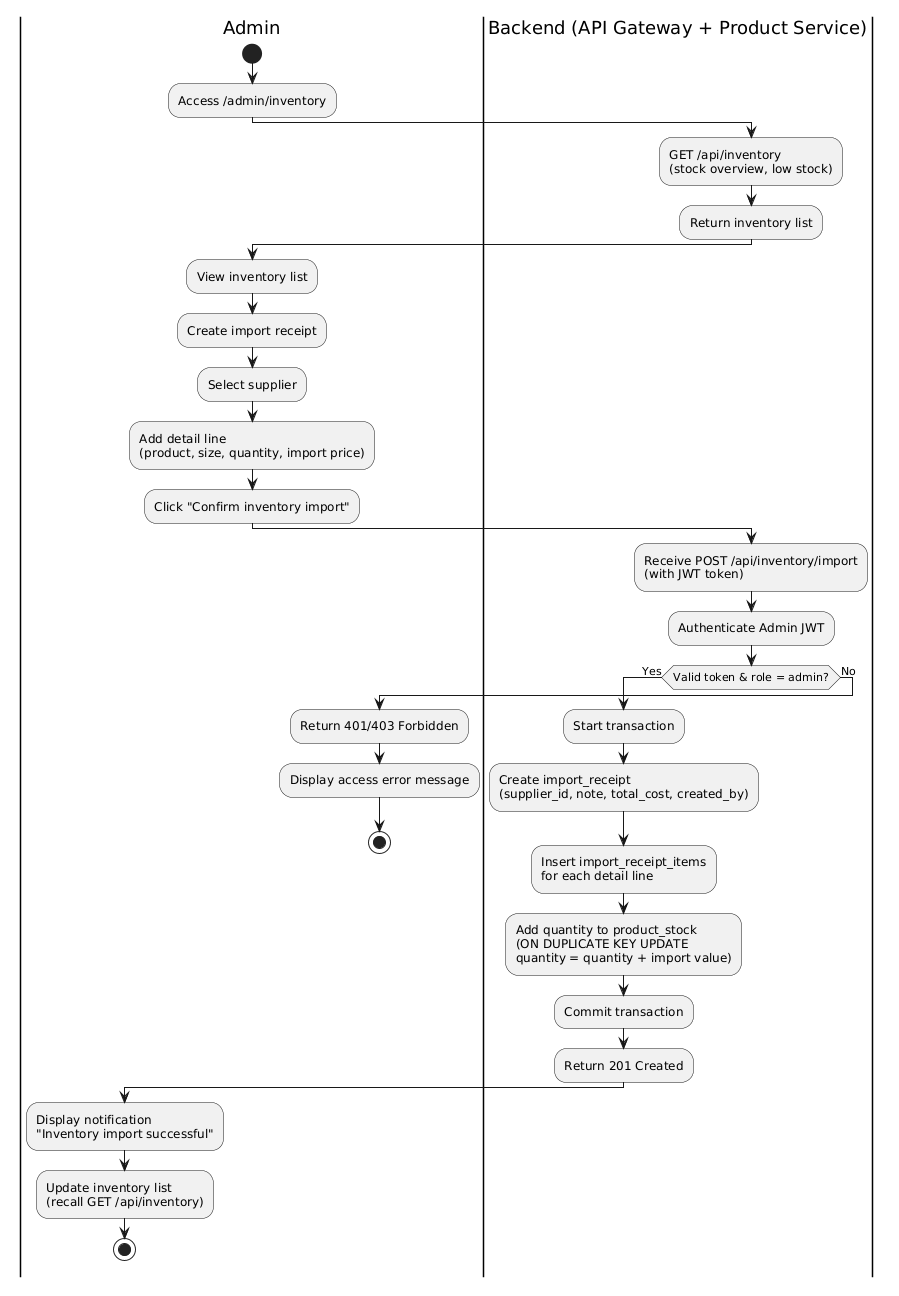 Admin
Backend (API Gateway + Product Service)
Access /admin/inventory
GET /api/inventory
(stock overview, low stock)
Return inventory list
View inventory list
Create import receipt
Select supplier
Add detail line
(product, size, quantity, import price)
Click "Confirm inventory import"
Receive POST /api/inventory/import
(with JWT token)
Authenticate Admin JWT
Yes
Valid token & role = admin?
No
Return 401/403 Forbidden
Start transaction
Display access error message
Create import_receipt
(supplier_id, note, total_cost, created_by)
Insert import_receipt_items
for each detail line
Add quantity to product_stock
(ON DUPLICATE KEY UPDATE
quantity = quantity + import value)
Commit transaction
Return 201 Created
Display notification
"Inventory import successful"
Update inventory list
(recall GET /api/inventory)